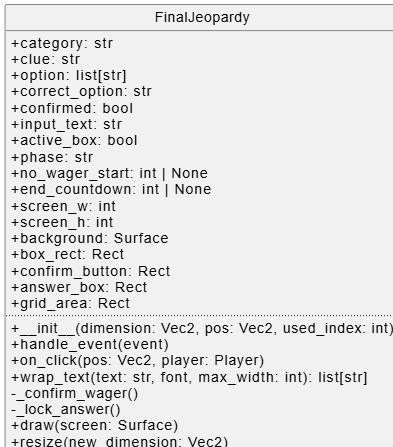 FinalJeopardy
+category: str
+clue: str
+option: list[str]
+correct_option: str
+confirmed: bool
+input_text: str
+active_box: bool
+phase: str
+no_wager_start: int | None
+end_countdown: int | None
+screen_w: int
+screen_h: int
+background: Surface
+box_rect: Rect
+confirm_button: Rect
+answer_box: Rect
+grid_area: Rect
+__init__(dimension: Vec2, pos: Vec2, used_index: int)
+handle_event(event)
+on_click(pos: Vec2, player: Player)
+wrap_text(text: str, font, max_width: int): list[str]
-_confirm_wager()
-_lock_answer()
+draw(screen: Surface)
+resize(new_dimension: Vec2)